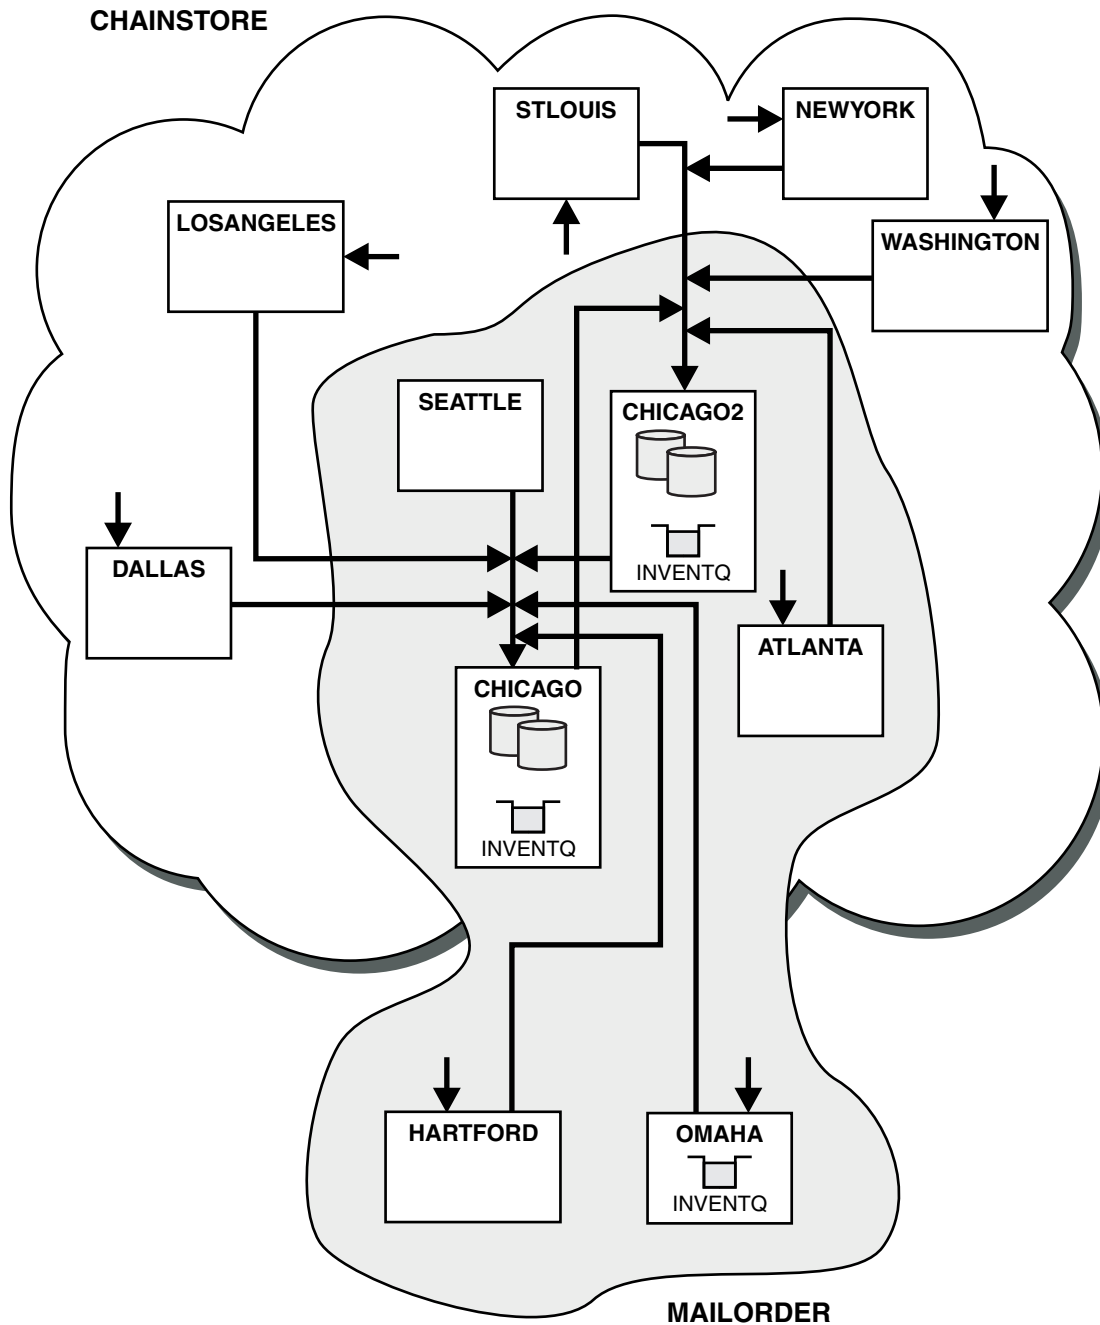 CHAINSTORE
STLOUIS
NEWYORK
LOSANGELES
WASHINGTON
SEATTLE
CHICAGO2
INVENTQ
DALLAS
ATLANTA
CHICAGO
INVENTQ
HARTFORD
OMAHA
INVENTQ
MAILORDER